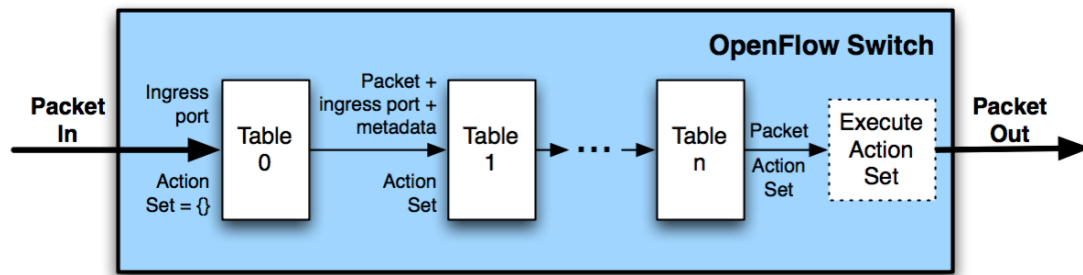 OpenFlow Switch
Packet
In
Ingress
port
Action
Set = {}
Table
0
Packet +
ingress port +
metadata
Action
Set
Table
1
...
Table
n
Packet
Action
Set
Execute
Action
Set
Packet
Out